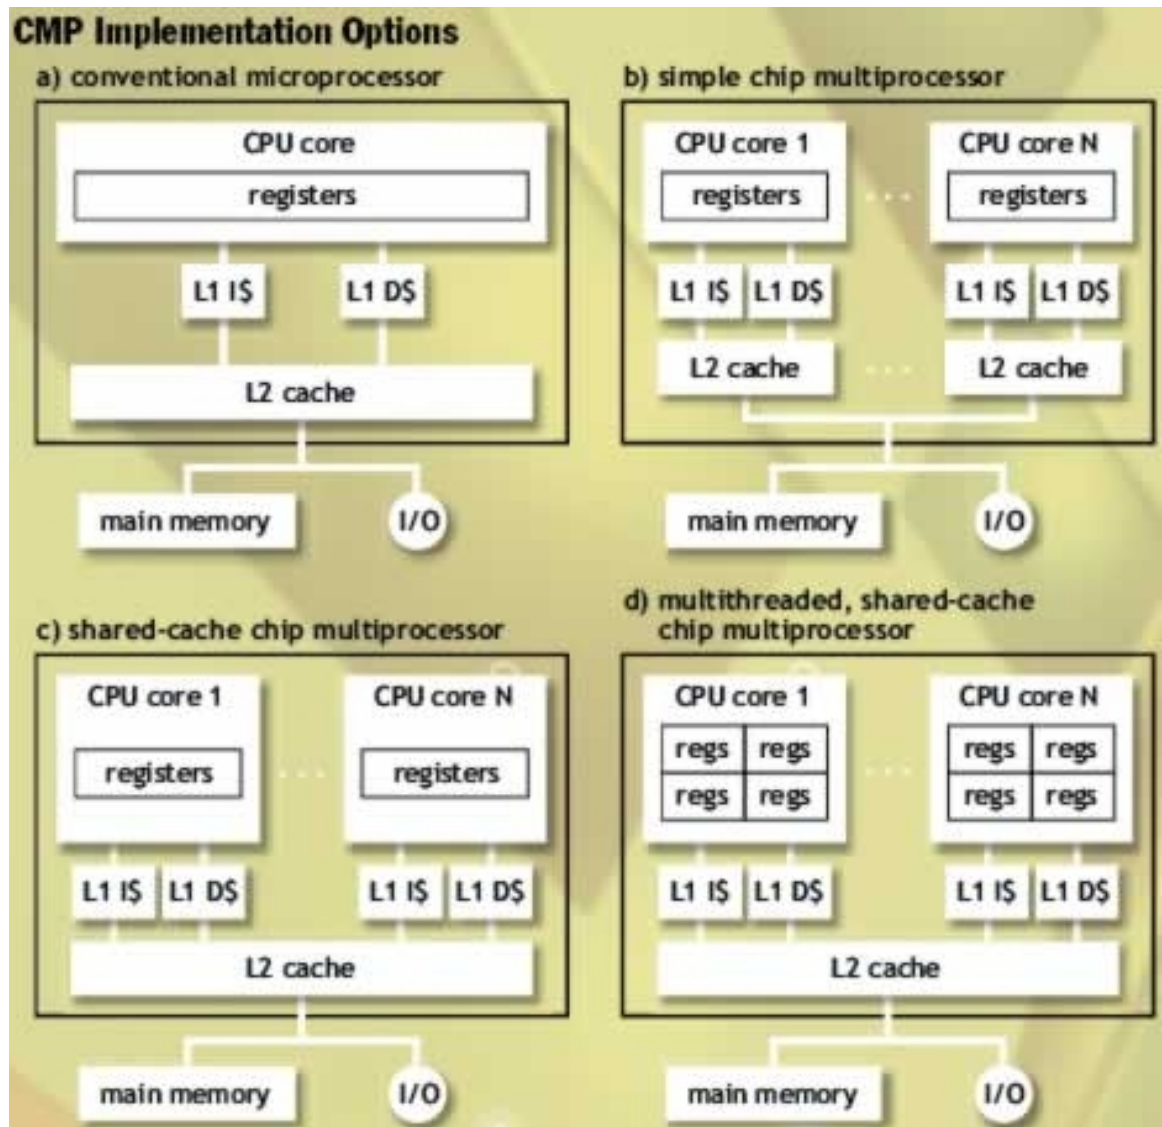 CMP Implementation Options
a) conventional microprocessor
CPU core
registers
L1 I$ L1 D$
L2 cache
main memory I/O
b) simple chip multiprocessor
CPU core 1 CPU core N
registers ... registers
L1 I$ L1 D$ L1 I$ L1 D$
L2 cache ... L2 cache
main memory I/O
c) shared-cache chip multiprocessor
CPU core 1 CPU core N
registers ... registers
L1 I$ L1 D$ L1 I$ L1 D$
L2 cache
main memory I/O
d) multithreaded, shared-cache
chip multiprocessor
CPU core 1 CPU core N
regs regs ... regs regs
regs regs regs regs
L1 I$ L1 D$ L1 I$ L1 D$
L2 cache
main memory I/O